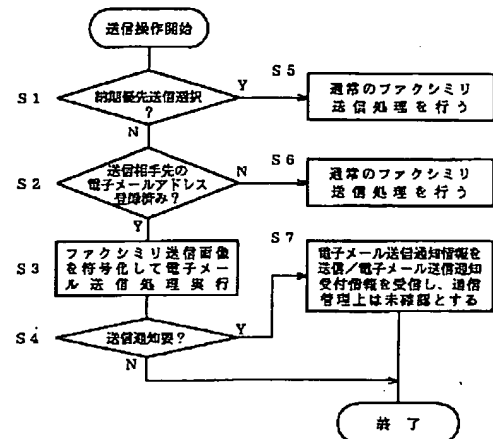 送信操作開始
S1
納期優先送信選択
?
Y
N
S5
通常のファクシミリ
送信処理を行う
S2
送信相手先の
電子メールアドレス
登録済み?
N
Y
S6
通常のファクシミリ
送信処理を行う
S3
ファクシミリ送信画像
を符号化して電子メー
ル送信処理実行
S7
電子メール送信通知情報を
送信/電子メール送信通知
受付情報を受信し、通信
管理上は未確認とする
S4
送信通知要?
Y
N
終了